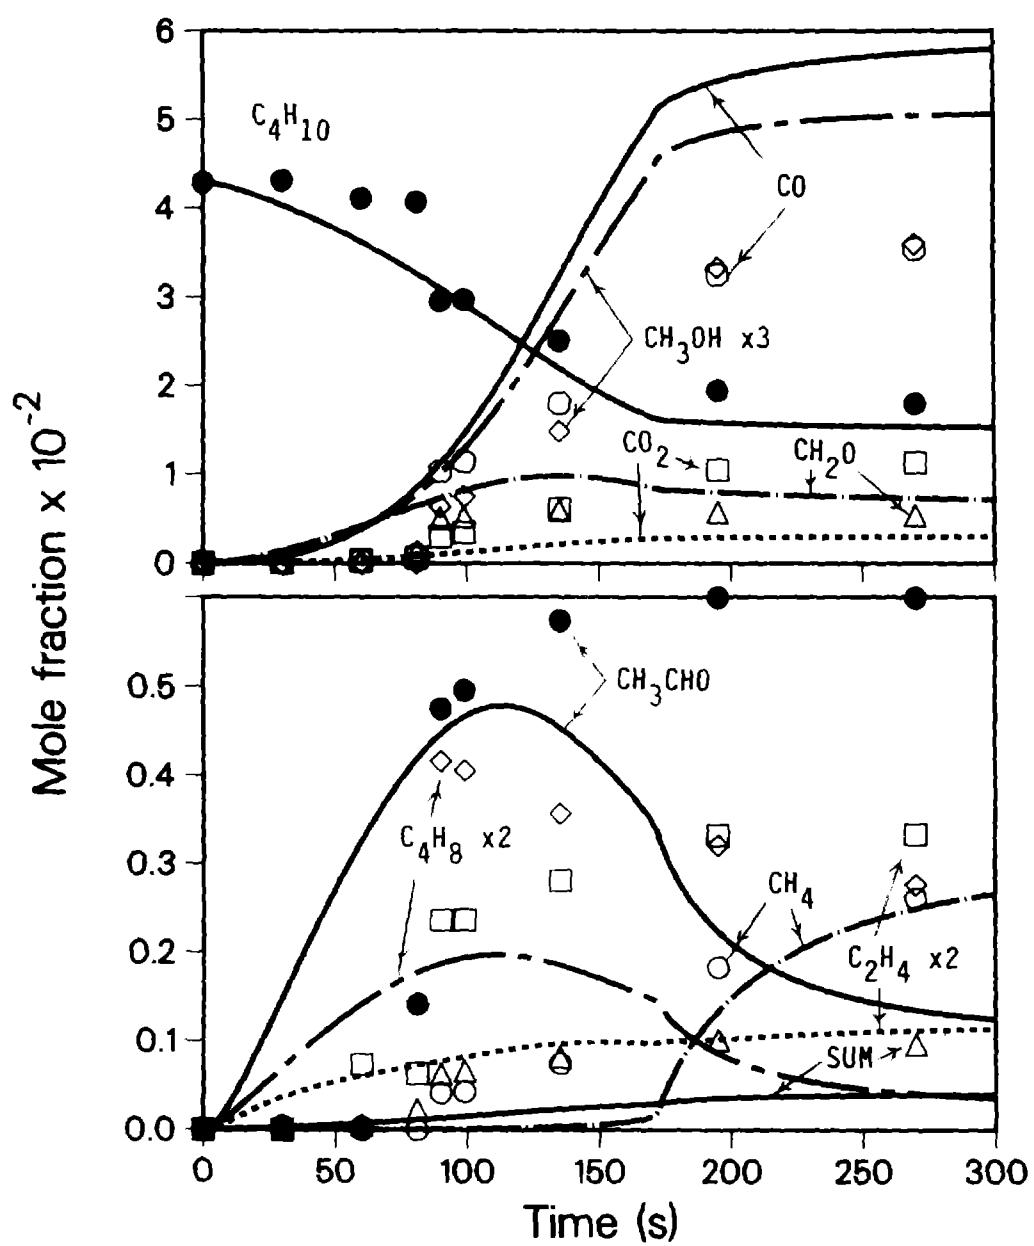 6
C₄H₁₀
5
CO
4
3
CH₃OH x3
2
CO₂
CH₂O
1
0
Mole fraction x 10⁻²
CH₃CHO
0.5
0.4
C₄H₈ x2
0.3
CH₄
0.2
C₂H₄ x2
0.1
SUM
0.0
0 50 100 150 200 250 300
Time (s)